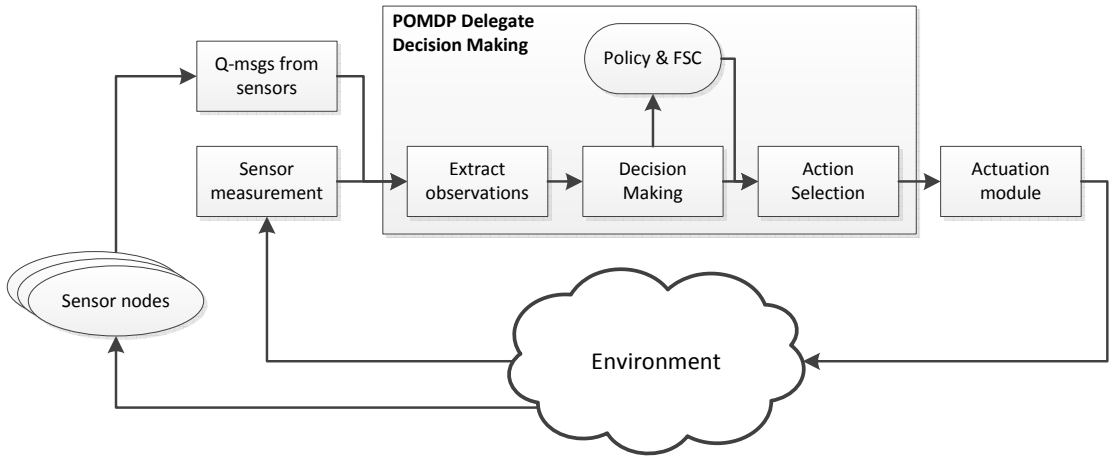 POMDP Delegate
Decision Making
Policy & FSC
Q-msgs from
sensors
Sensor
measurement
Extract
observations
Decision
Making
Action
Selection
Actuation
module
Sensor nodes
Environment